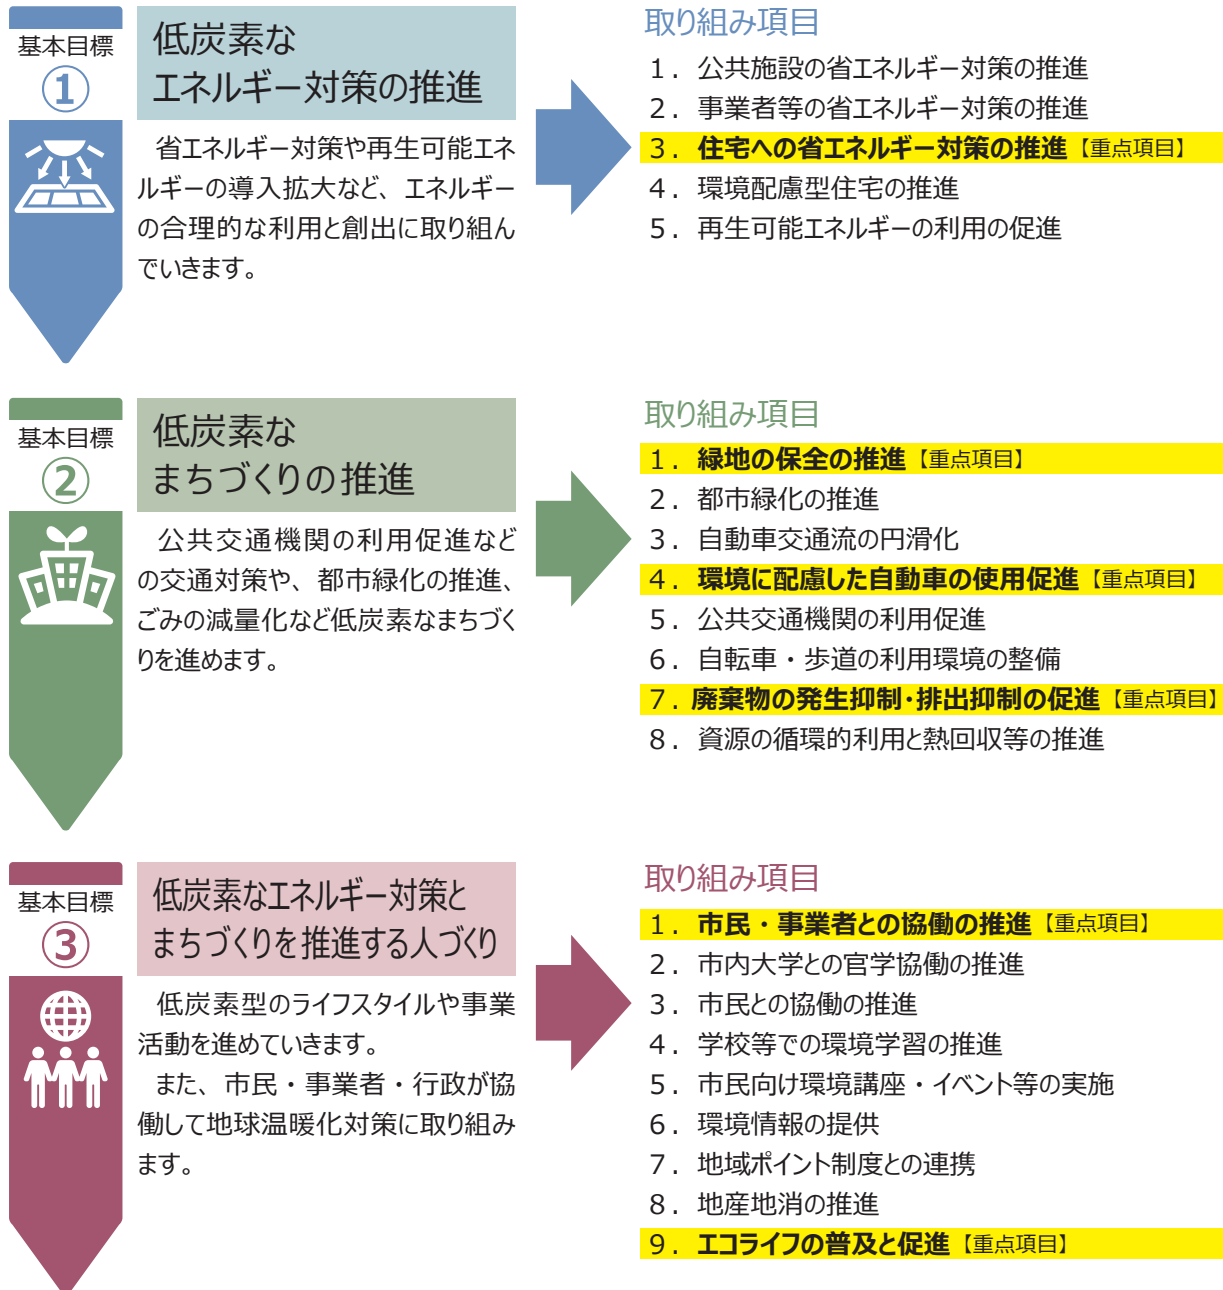 基本目標
①
低炭素な
エネルギー対策の推進
省エネルギー対策や再生可能エネ
ルギーの導入拡大など、エネルギー
の合理的な利用と創出に取り組ん
でいきます。
取り組み項目
1．公共施設の省エネルギー対策の推進
2．事業者等の省エネルギー対策の推進
3．住宅への省エネルギー対策の推進【重点項目】
4．環境配慮型住宅の推進
5．再生可能エネルギーの利用の促進
基本目標
②
低炭素な
まちづくりの推進
公共交通機関の利用促進など
の交通対策や、都市緑化の推進、
ごみの減量化など低炭素なまちづく
りを進めます。
取り組み項目
1．緑地の保全の推進【重点項目】
2．都市緑化の推進
3．自動車交通流の円滑化
4．環境に配慮した自動車の使用促進【重点項目】
5．公共交通機関の利用促進
6．自転車・歩道の利用環境の整備
7．廃棄物の発生抑制・排出抑制の促進【重点項目】
8．資源の循環的利用と熱回収等の推進
基本目標
③
低炭素なエネルギー対策と
まちづくりを推進する人づくり
低炭素型のライフスタイルや事業
活動を進めていきます。
また、市民・事業者・行政が協
働して地球温暖化対策に取り組み
ます。
取り組み項目
1．市民・事業者との協働の推進【重点項目】
2．市内大学との官学協働の推進
3．市民との協働の推進
4．学校等での環境学習の推進
5．市民向け環境講座・イベント等の実施
6．環境情報の提供
7．地域ポイント制度との連携
8．地産地消の推進
9．エコライフの普及と促進【重点項目】